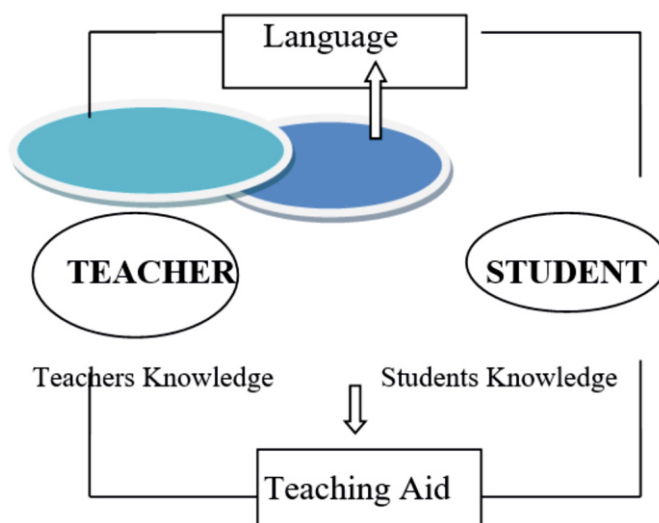 Language
TEACHER
STUDENT
Teachers Knowledge
Students Knowledge
Teaching Aid